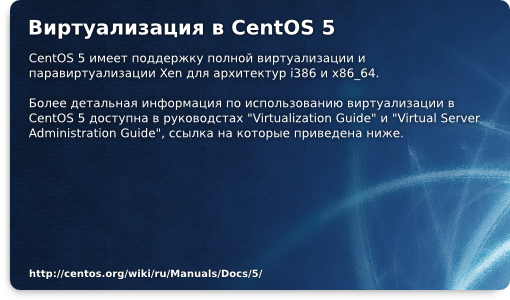 Виртуализация в CentOS 5
CentOS 5 имеет поддержку полной виртуализации и
паравиртуализации Xen для архитектур i386 и x86_64.
Более детальная информация по использованию виртуализации в
CentOS 5 доступна в руководстах "Virtualization Guide" и "Virtual Server
Administration Guide", ссылка на которые приведена ниже.
http://centos.org/wiki/ru/Manuals/Docs/5/